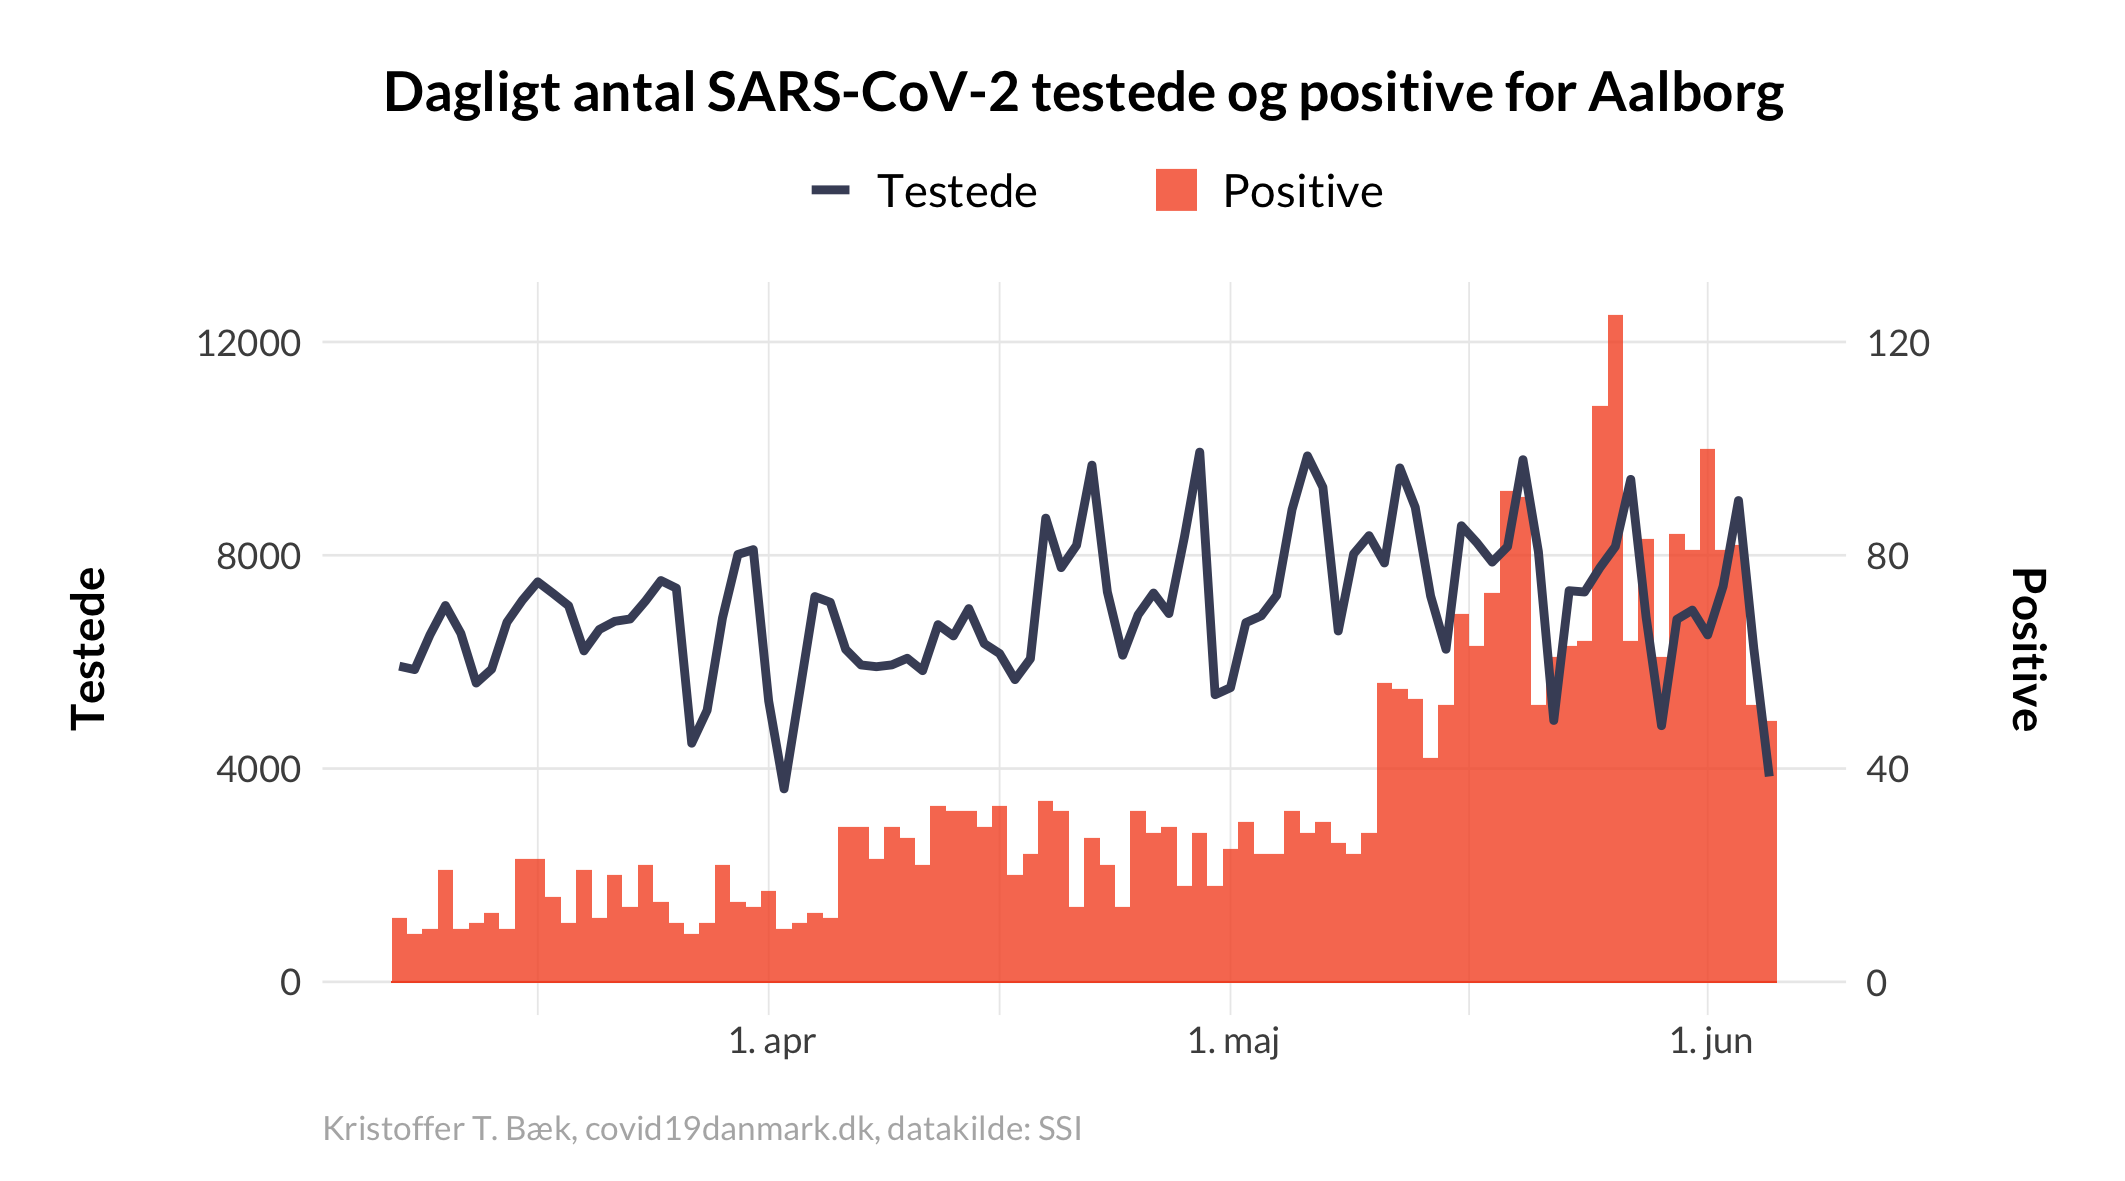 Dagligt antal SARS-CoV-2 testede og positive for Aalborg
Testede
Positive
12000
8000
4000
0
Testede
120
80
40
0
Positive
1. apr
1. maj
1. jun
Kristoffer T. Bæk, covid19danmark.dk, datakilde: SSI